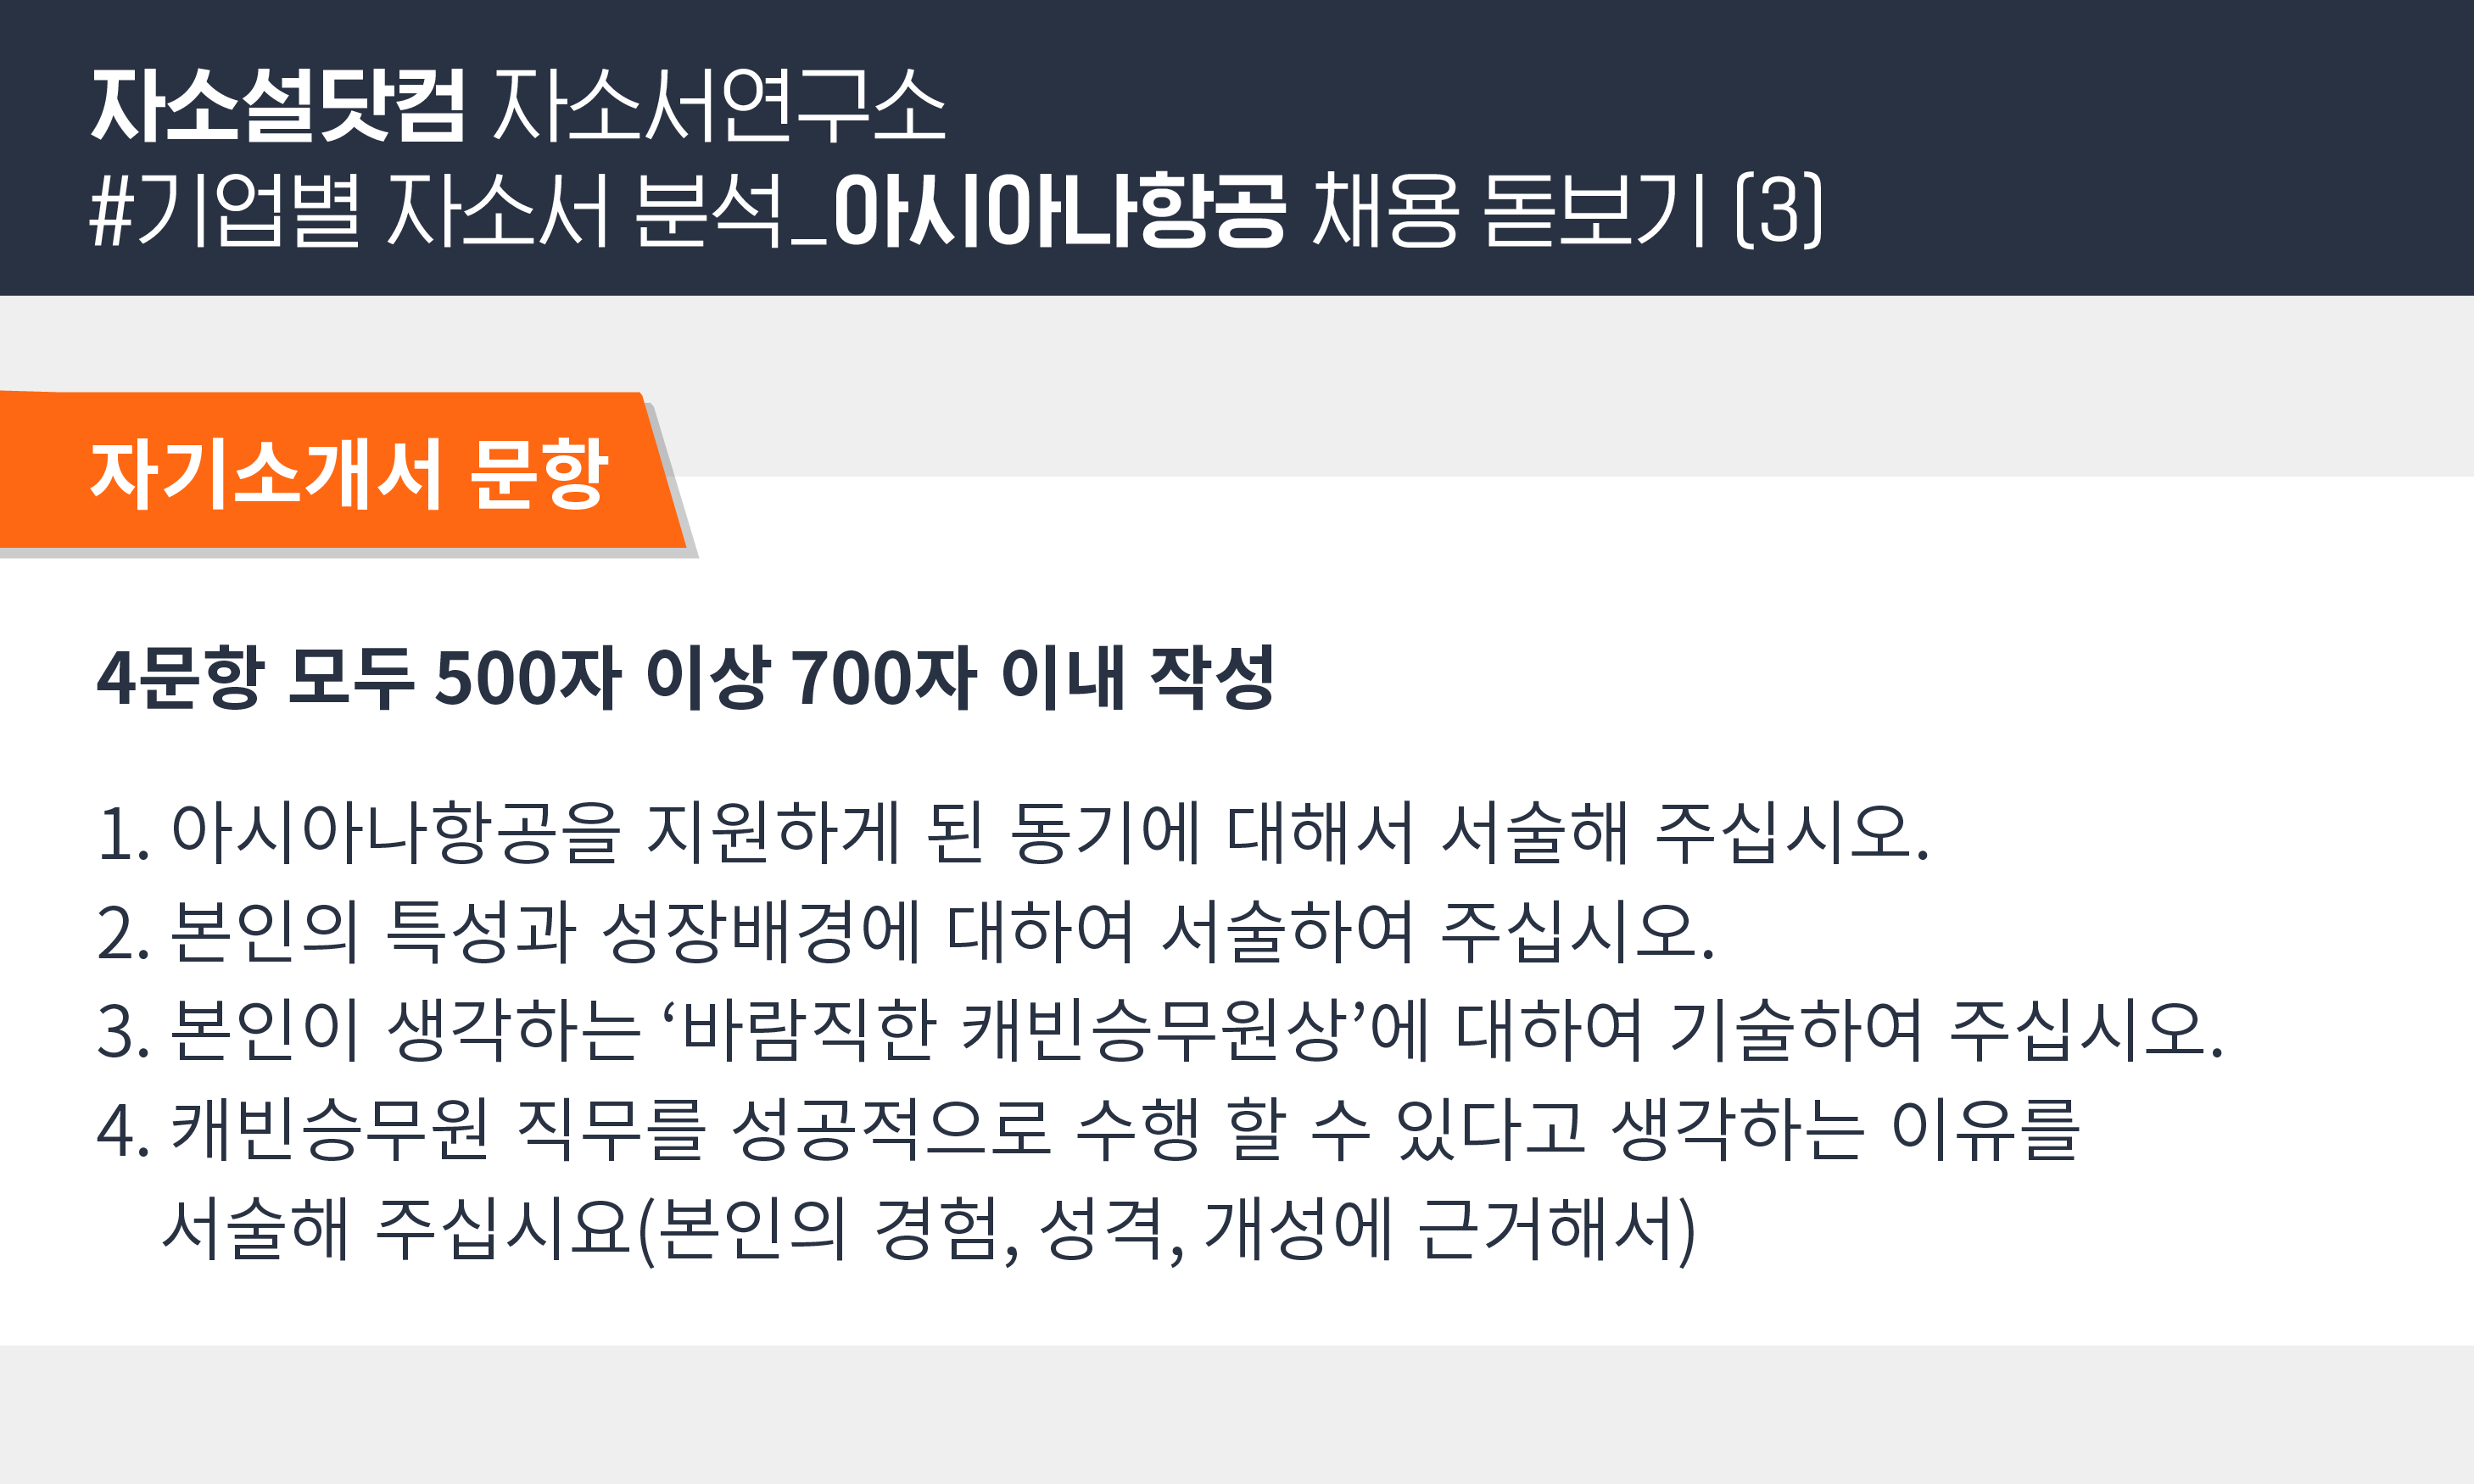 자소설닷컴 자소서연구소
#기업별 자소서 분석_아시아나항공 채용 돌보기 (3)
자기소개서 문항
4문항 모두 500자 이상 700자 이내 작성
1. 아시아나항공을 지원하게 된 동기에 대해서 서술해 주십시오.
2. 본인의 특성과 성장배경에 대하여 서술하여 주십시오.
3. 본인이 생각하는 ‘바람직한 캐빈승무원상’에 대하여 기술하여 주십시오.
4. 캐빈승무원 직무를 성공적으로 수행 할 수 있다고 생각하는 이유를
서술해 주십시요(본인의 경험, 성격, 개성에 근거해서)